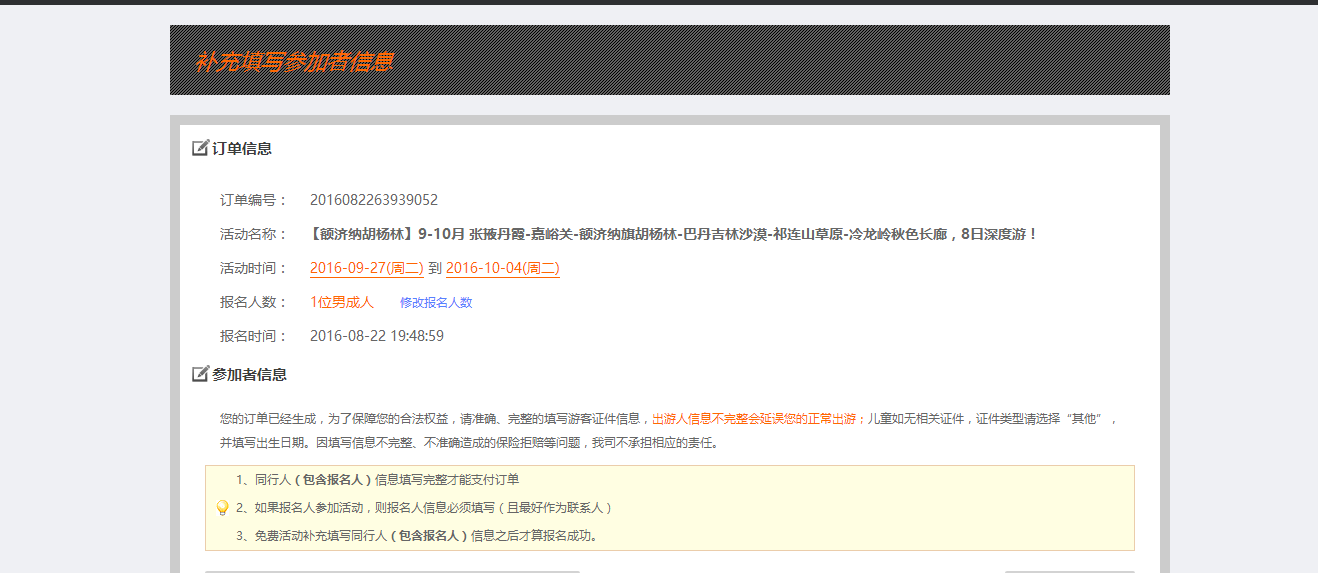 补充填写参加者信息
订单信息
订单编号： 2016082263939052
活动名称： 【额济纳胡杨林】9-10月 张掖丹霞-嘉峪关-额济纳旗胡杨林-巴丹吉林沙漠-祁连山草原-冷龙岭秋色长廊，8日深度游！
活动时间： 2016-09-27(周二) 到 2016-10-04(周二)
报名人数： 1位男成人 修改报名人数
报名时间： 2016-08-22 19:48:59
参加者信息
您的订单已经生成，为了保障您的合法权益，请准确、完整的填写游客证件信息，出游人信息不完整会延误您的正常出游；儿童如无相关证件，证件类型请选择“其他”，
并填写出生日期。因填写信息不完整、不准确造成的保险拒赔等问题，我司不承担相应的责任。
1、同行人（包含报名人）信息填写完整才能支付订单
2、如果报名人参加活动，则报名人信息必须填写（且最好作为联系人）
3、免费活动补充填写同行人（包含报名人）信息之后才算报名成功。